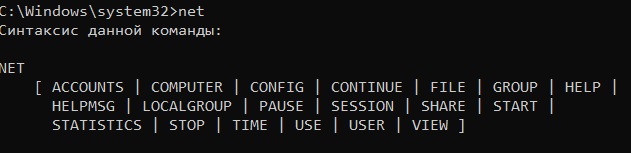 C:\Windows\system32>net
Синтаксис данной команды:
NET
[ ACCOUNTS | COMPUTER | CONFIG | CONTINUE | FILE | GROUP | HELP |
HELPMSG | LOCALGROUP | PAUSE | SESSION | SHARE | START |
STATISTICS | STOP | TIME | USE | USER | VIEW ]